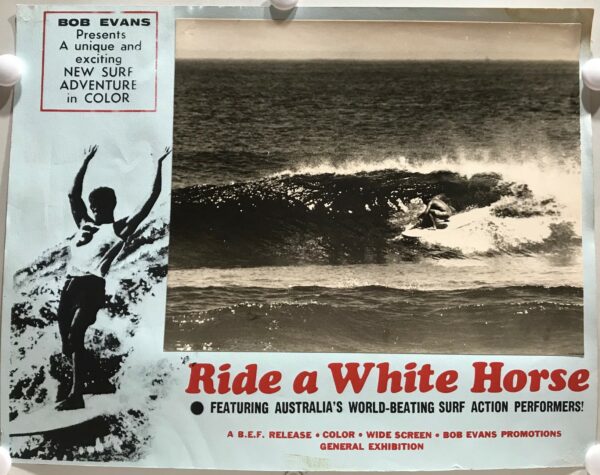 BOB EVANS
Presents
A unique and
exciting
NEW SURF
ADVENTURE
in COLOR
Ride a White Horse
● FEATURING AUSTRALIA'S WORLD-BEATING SURF ACTION PERFORMERS!
A B.E.F. RELEASE • COLOR • WIDE SCREEN • BOB EVANS PROMOTIONS
GENERAL EXHIBITION